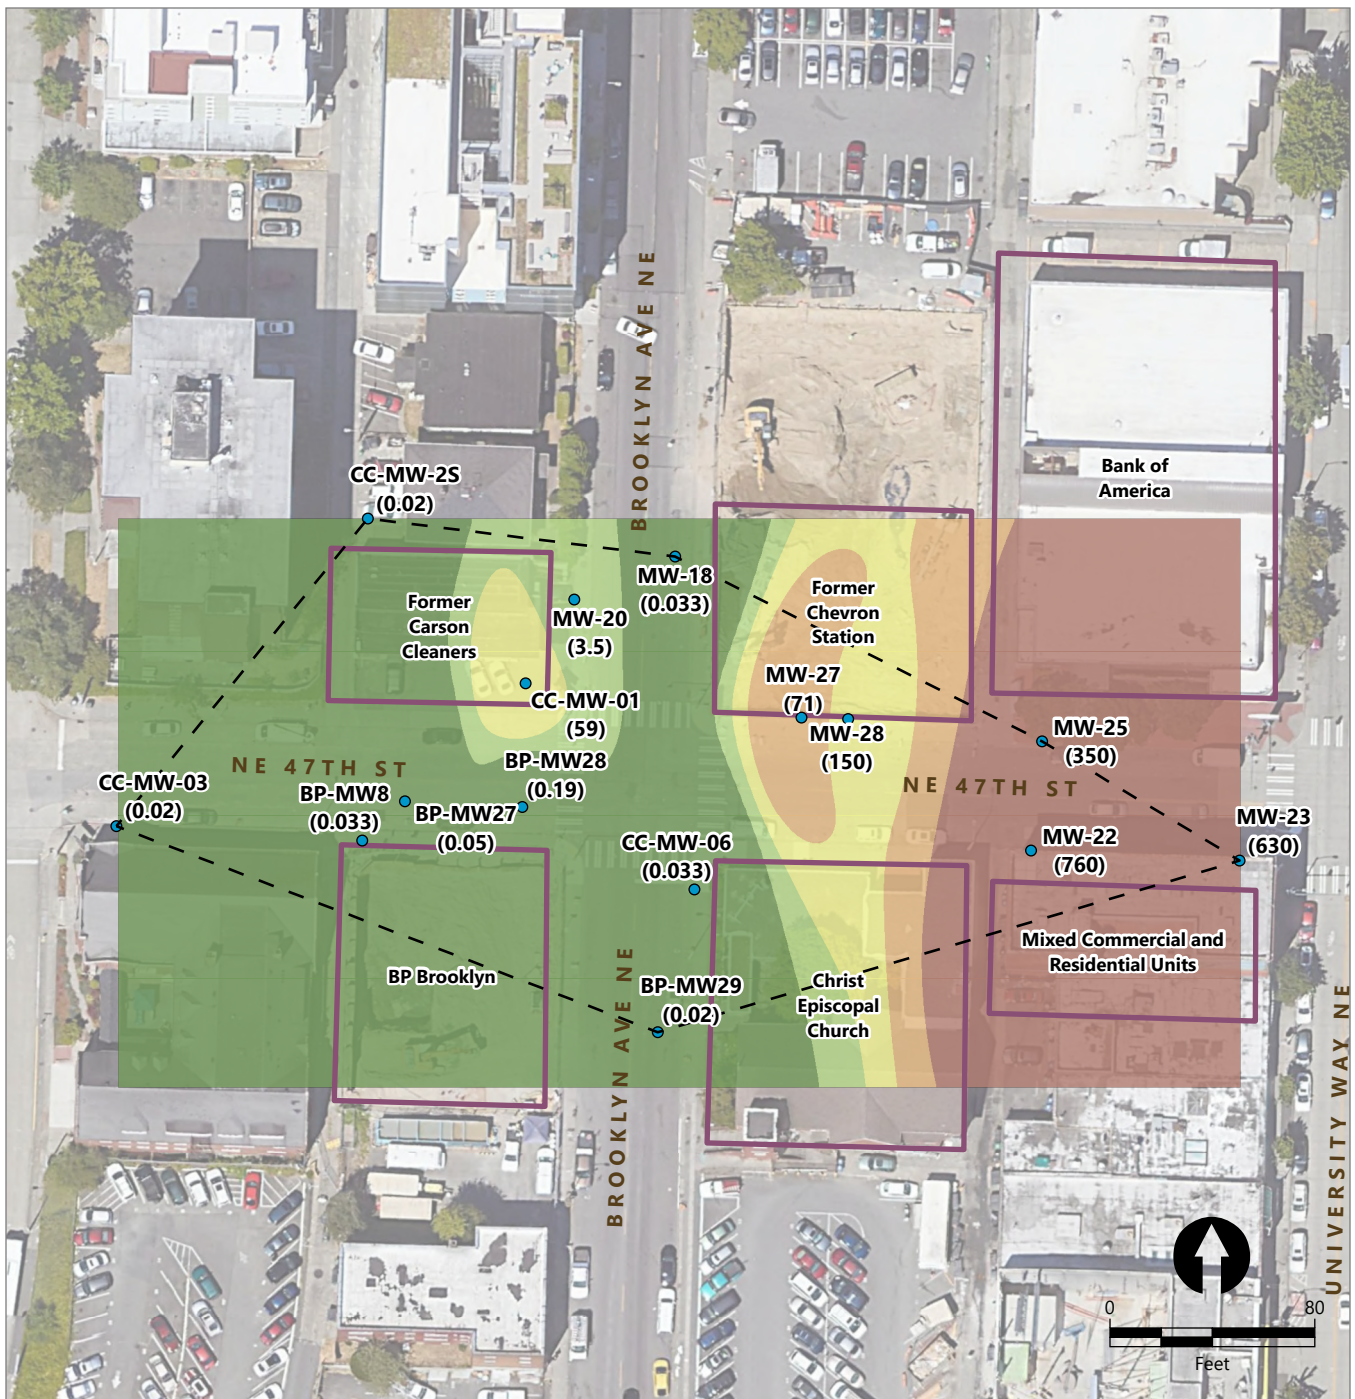 BROOKLYN AVE NE
CC-MW-2S
(0.02)
Bank of
America
MW-18
(0.033)
MW-20
(3.5)
Former
Carson
Cleaners
Former
Chevron
Station
MW-27
(71)
CC-MW-01
(59)
MW-28
(150)
MW-25
(350)
NE 47TH ST
BP-MW28
(0.19)
CC-MW-03
(0.02)
BP-MW8
(0.033)
BP-MW27
(0.05)
NE 47TH ST
MW-23
(630)
CC-MW-06
(0.033)
MW-22
(760)
Mixed Commercial and
Residential Units
BP Brooklyn
BP-MW29
(0.02)
Christ
Episcopal
Church
BROOKLYN AVE NE
UNIVERSITY WAY NE
0 80
Feet